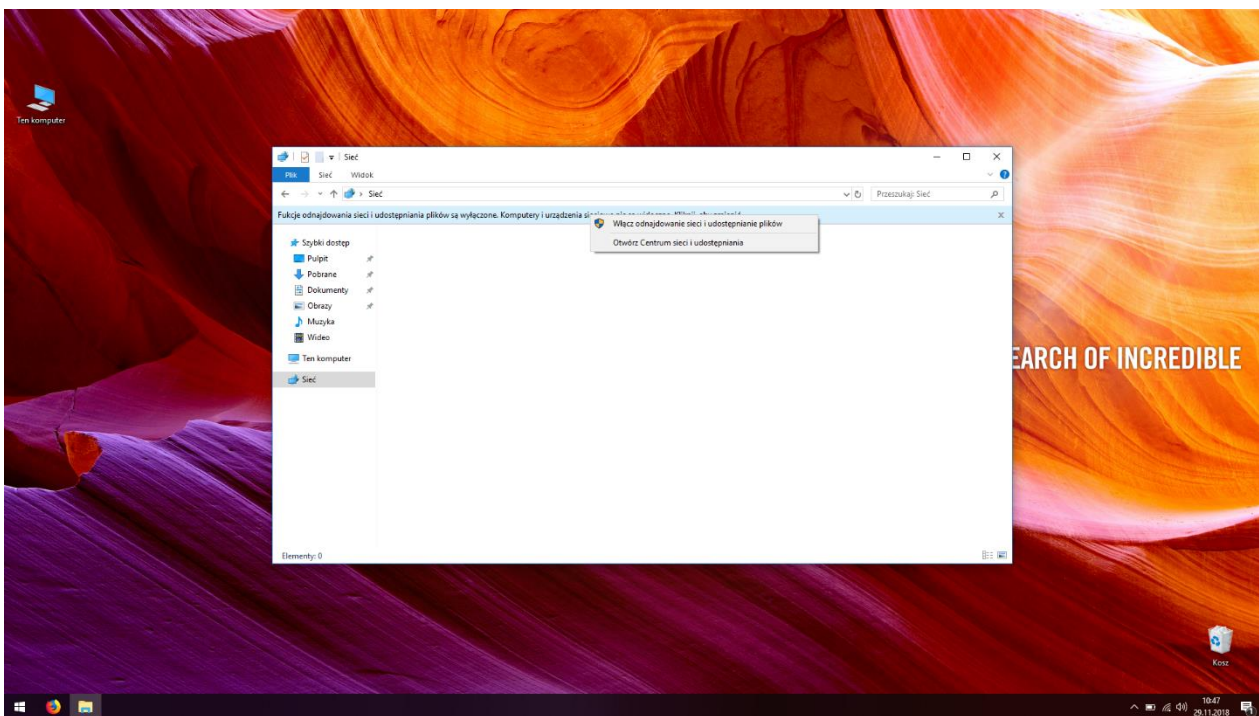 Ten komputer
Sieć
Plik Sieć Widok
Sieć
Przeszukaj: Sieć
Fukcje odnajdowania sieci i udostępniania plików są wyłączone. Komputery i urządzenia
Włącz odnajdowanie sieci i udostępnianie plików
Otwórz Centrum sieci i udostępniania
Szybki dostęp
Pulpit
Pobrane
Dokumenty
Obrazy
Muzyka
Wideo
Ten komputer
Sieć
EARCH OF INCREDIBLE
Elementy: 0
Kosz
10:47
29.11.2018